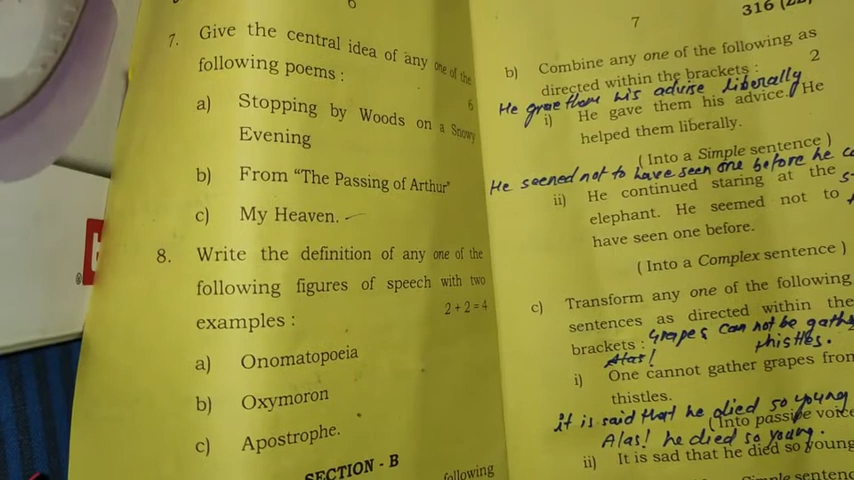 6
7. Give the central idea of any one of the
following poems :
6
a) Stopping by Woods on a Snowy
Evening
b) From "The Passing of Arthur"
c) My Heaven.
8. Write the definition of any one of the
following figures of speech with two
examples : 2 + 2 = 4
a) Onomatopoeia
b) Oxymoron
c) Apostrophe.
SECTION - B
following
7
316
b) Combine any one of the following as
directed within the brackets : 2
He gave them his advise liberally
i) He gave them his advice. He
helped them liberally.
( Into a Simple sentence )
He seemed not to have seen one before he
ii) He continued staring at the
elephant. He seemed not to
have seen one before.
( Into a Complex sentence )
c) Transform any one of the following
sentences as directed within the
brackets : Grapes can not be
Alas! thistles.
i) One cannot gather grapes from
thistles.
it is said that he died so young
(Into passive voice
Alas! he died so young.
ii) It is sad that he died so young